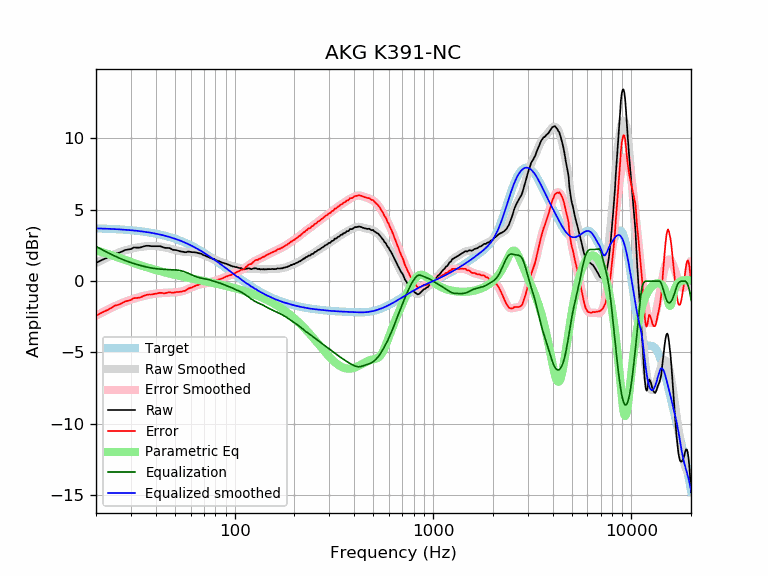 AKG K391-NC
Amplitude (dBr)
10
5
0
−5
−10
−15
Target
Raw Smoothed
Error Smoothed
Raw
Error
Parametric Eq
Equalization
Equalized smoothed
100 1000 10000
Frequency (Hz)